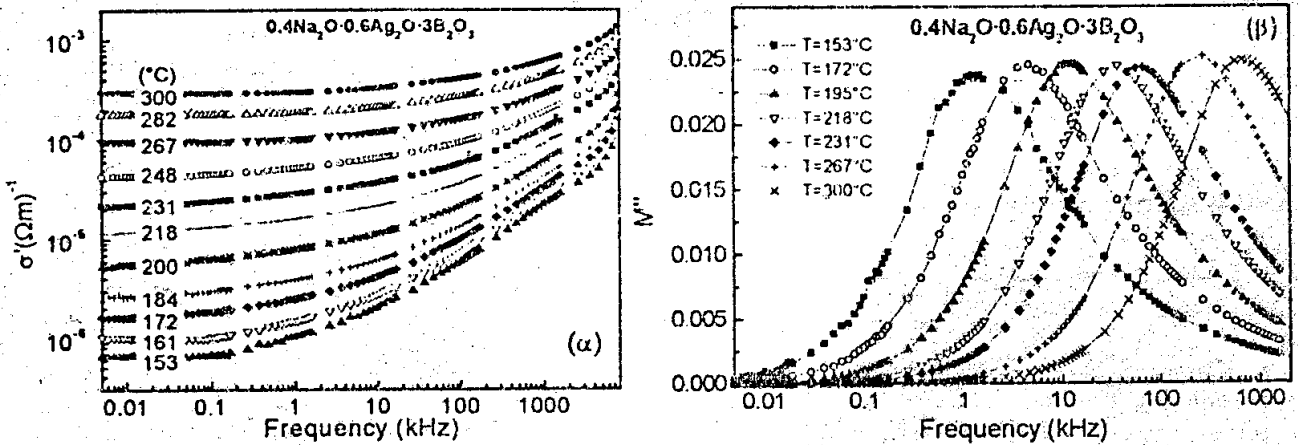 0.4Na₂O·0.6Ag₂O·3B₂O₃
10⁻³
10⁻⁴
10⁻⁵
10⁻⁶
σ'(Ωm)⁻¹
(°C)
300
282
267
248
231
218
200
184
172
161
153
(α)
0.01
0.1
1
10
100
1000
Frequency (kHz)
0.4Na₂O·0.6Ag₂O·3B₂O₃
(β)
T=153°C
T=172°C
T=195°C
T=218°C
T=231°C
T=267°C
T=300°C
0.025
0.020
0.015
0.010
0.005
0.000
M''
0.01
0.1
1
10
100
1000
Frequency (kHz)